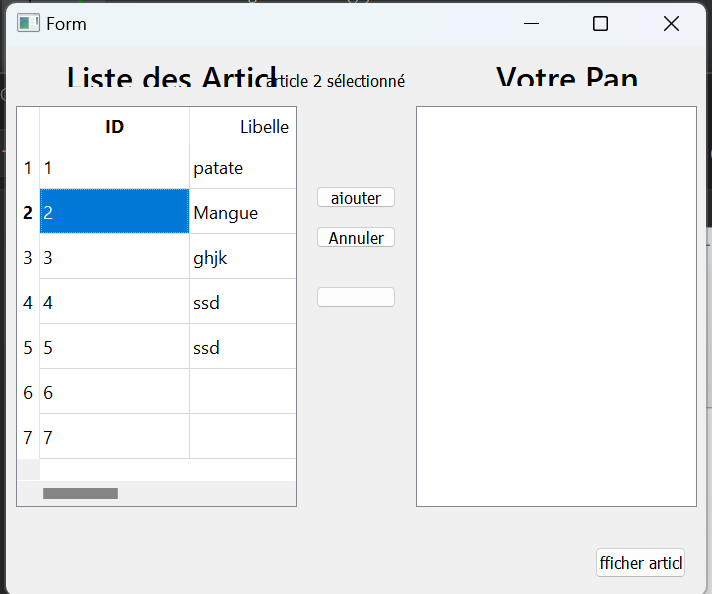 Form
Liste des Articl
article 2 sélectionné
Votre Pan
ID Libelle
1 1 patate
2 2 Mangue
3 3 ghjk
4 4 ssd
5 5 ssd
6 6
7 7
aiouter
Annuler
fficher articl